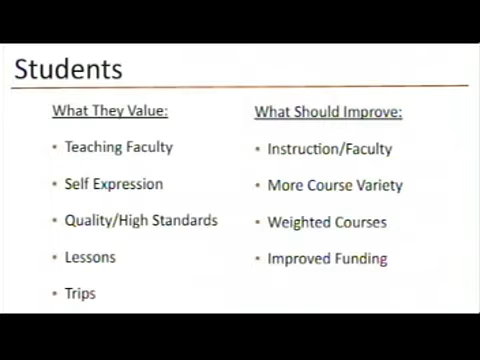 Students
What They Value:
• Teaching Faculty
• Self Expression
• Quality/High Standards
• Lessons
• Trips
What Should Improve:
• Instruction/Faculty
• More Course Variety
• Weighted Courses
• Improved Funding